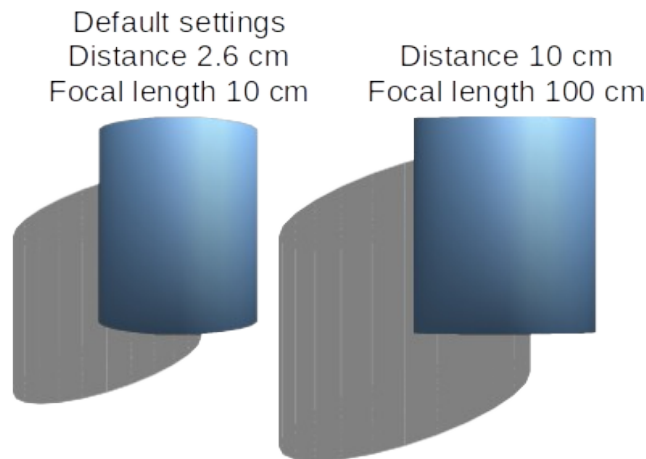 Default settings
Distance 2.6 cm
Focal length 10 cm
Distance 10 cm
Focal length 100 cm